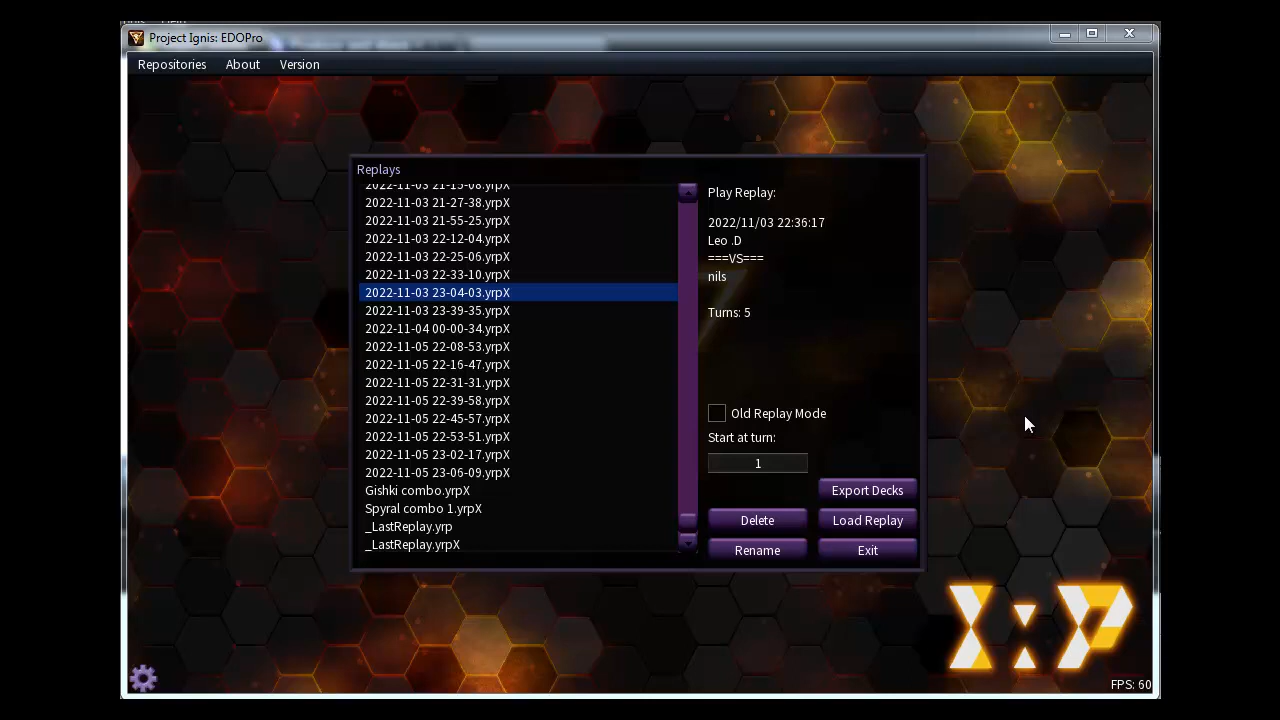 Project Ignis: EDOPro
Repositories About Version
Replays
2022-11-03 21-15-08.yrpX
2022-11-03 21-27-38.yrpX
2022-11-03 21-55-25.yrpX
2022-11-03 22-12-04.yrpX
2022-11-03 22-25-06.yrpX
2022-11-03 22-33-10.yrpX
2022-11-03 23-04-03.yrpX
2022-11-03 23-39-35.yrpX
2022-11-04 00-00-34.yrpX
2022-11-05 22-08-53.yrpX
2022-11-05 22-16-47.yrpX
2022-11-05 22-31-31.yrpX
2022-11-05 22-39-58.yrpX
2022-11-05 22-45-57.yrpX
2022-11-05 22-53-51.yrpX
2022-11-05 23-02-17.yrpX
2022-11-05 23-06-09.yrpX
Gishki combo.yrpX
Spyral combo 1.yrpX
_LastReplay.yrp
_LastReplay.yrpX
Play Replay:
2022/11/03 22:36:17
Leo .D
===VS===
nils
Turns: 5
Old Replay Mode
Start at turn:
1
Export Decks
Delete Load Replay
Rename Exit
FPS: 60